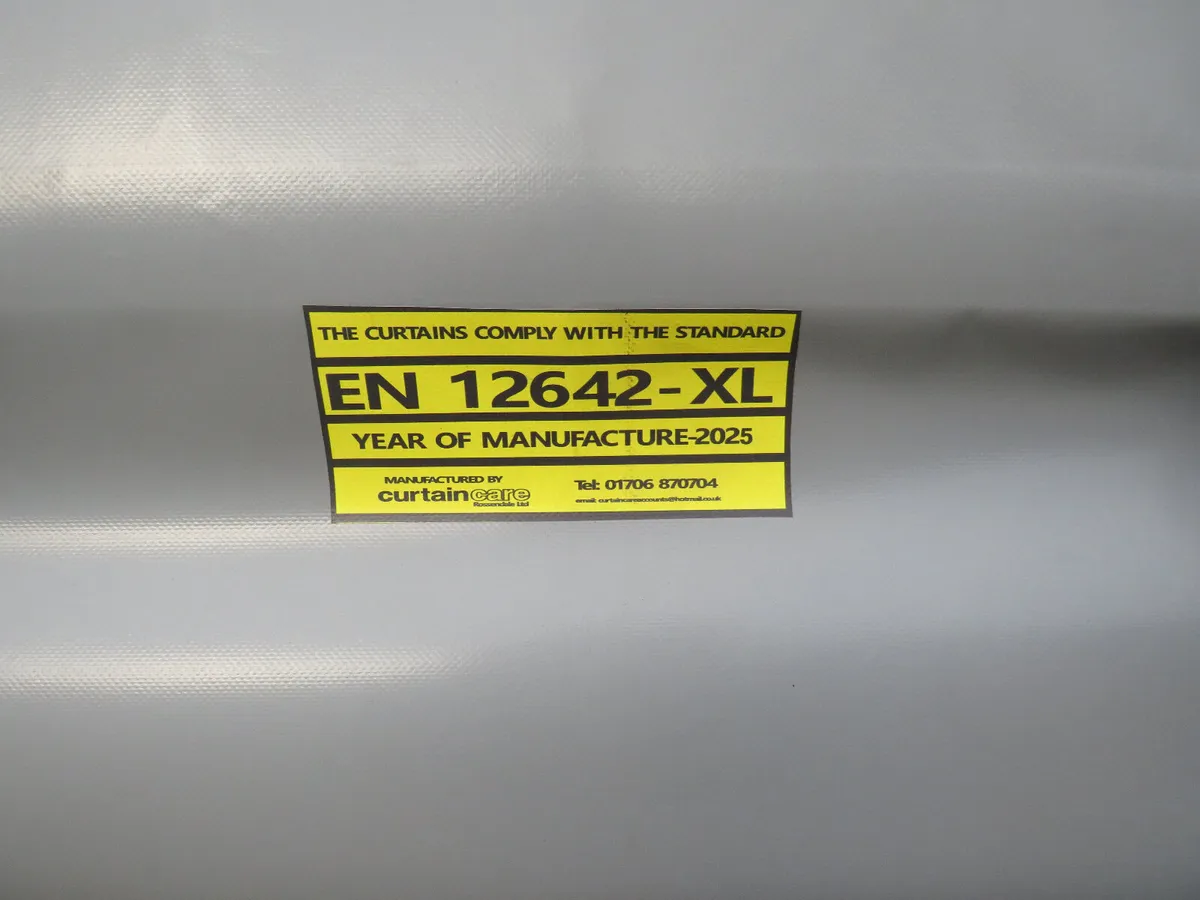 THE CURTAINS COMPLY WITH THE STANDARD
EN 12642-XL
YEAR OF MANUFACTURE-2025
MANUFACTURED BY
curtaincare
Rossendale Ltd
Tel: 01706 870704
email: curtaincareaccounts@hotmail.co.uk